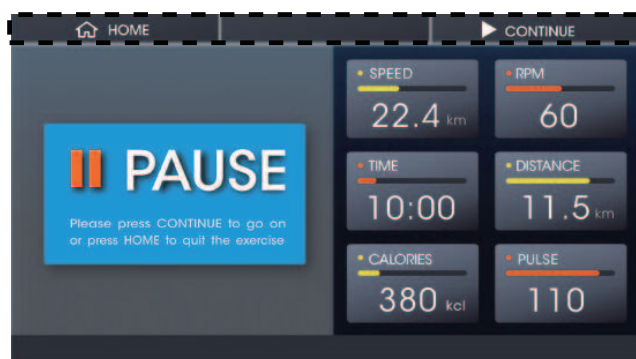 HOME
CONTINUE
PAUSE
Please press CONTINUE to go on
or press HOME to quit the exercise
SPEED
22.4 km
RPM
60
TIME
10:00
DISTANCE
11.5 km
CALORIES
380 kcl
PULSE
110